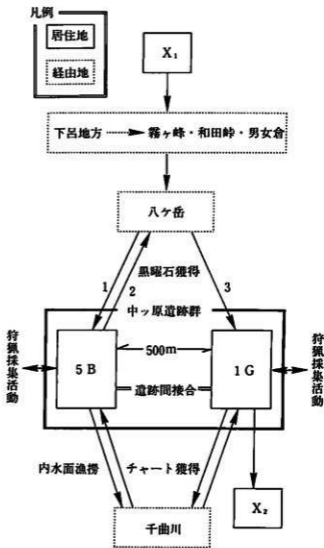 凡例
居住地
経由地
X₁
下呂地方 → 霧ヶ峰・和田峠・男女倉
八ケ岳
黒曜石獲得
1
2
3
中ッ原遺跡群
狩猟採集活動
5B
500m
1G
狩猟採集活動
遺跡間接合
内水面漁撈
チャート獲得
X₂
千曲川